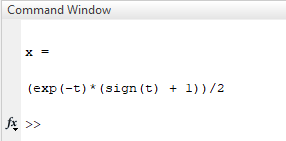 Command Window
x =
(exp(-t)*(sign(t) + 1))/2
fx >>